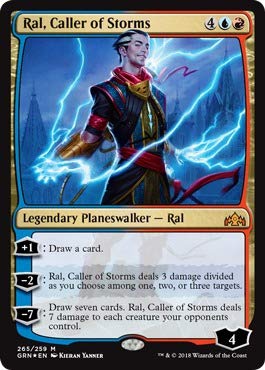 Ral, Caller of Storms 4
Legendary Planeswalker — Ral
+1 : Draw a card.
-2 : Ral, Caller of Storms deals 3 damage divided
as you choose among one, two, or three targets.
-7 : Draw seven cards. Ral, Caller of Storms deals
7 damage to each creature your opponents
control.
4
265/259 M
GRN ★ EN KIERAN YANNER
™ & © 2018 Wizards of the Coast